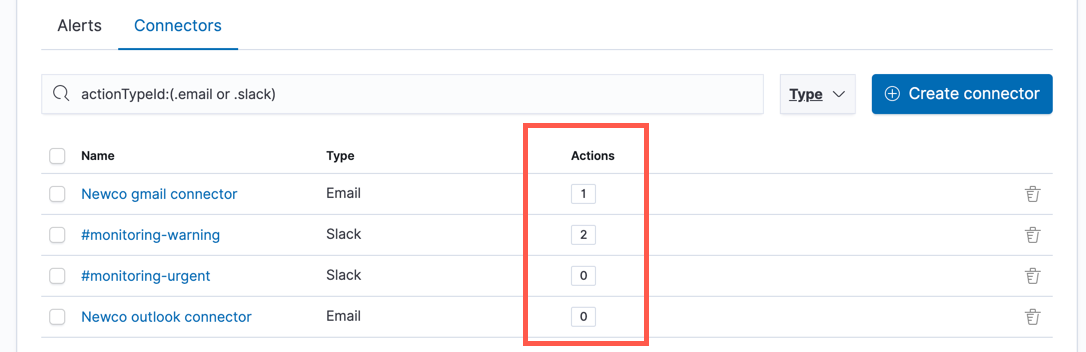 Alerts Connectors
actionTypeId:(.email or .slack) Type Create connector
Name Type Actions
Newco gmail connector Email 1
#monitoring-warning Slack 2
#monitoring-urgent Slack 0
Newco outlook connector Email 0